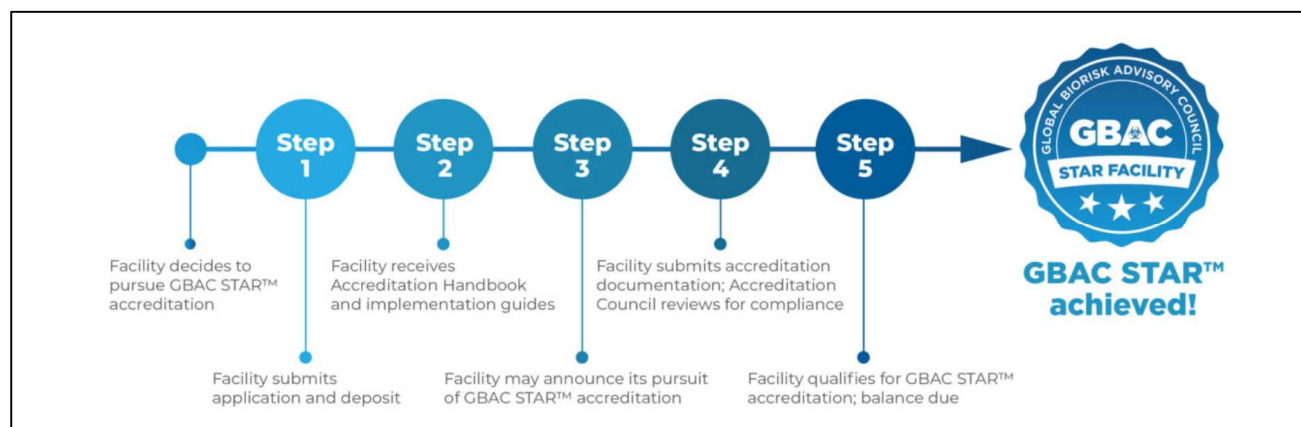 Step
1
Step
2
Step
3
Step
4
Step
5
GLOBAL BIORISK ADVISORY COUNCIL
GBAC
STAR FACILITY
GBAC STAR™
achieved!
Facility decides to
pursue GBAC STAR™
accreditation
Facility submits
application and deposit
Facility receives
Accreditation Handbook
and implementation guides
Facility may announce its pursuit
of GBAC STAR™ accreditation
Facility submits accreditation
documentation; Accreditation
Council reviews for compliance
Facility qualifies for GBAC STAR™
accreditation; balance due